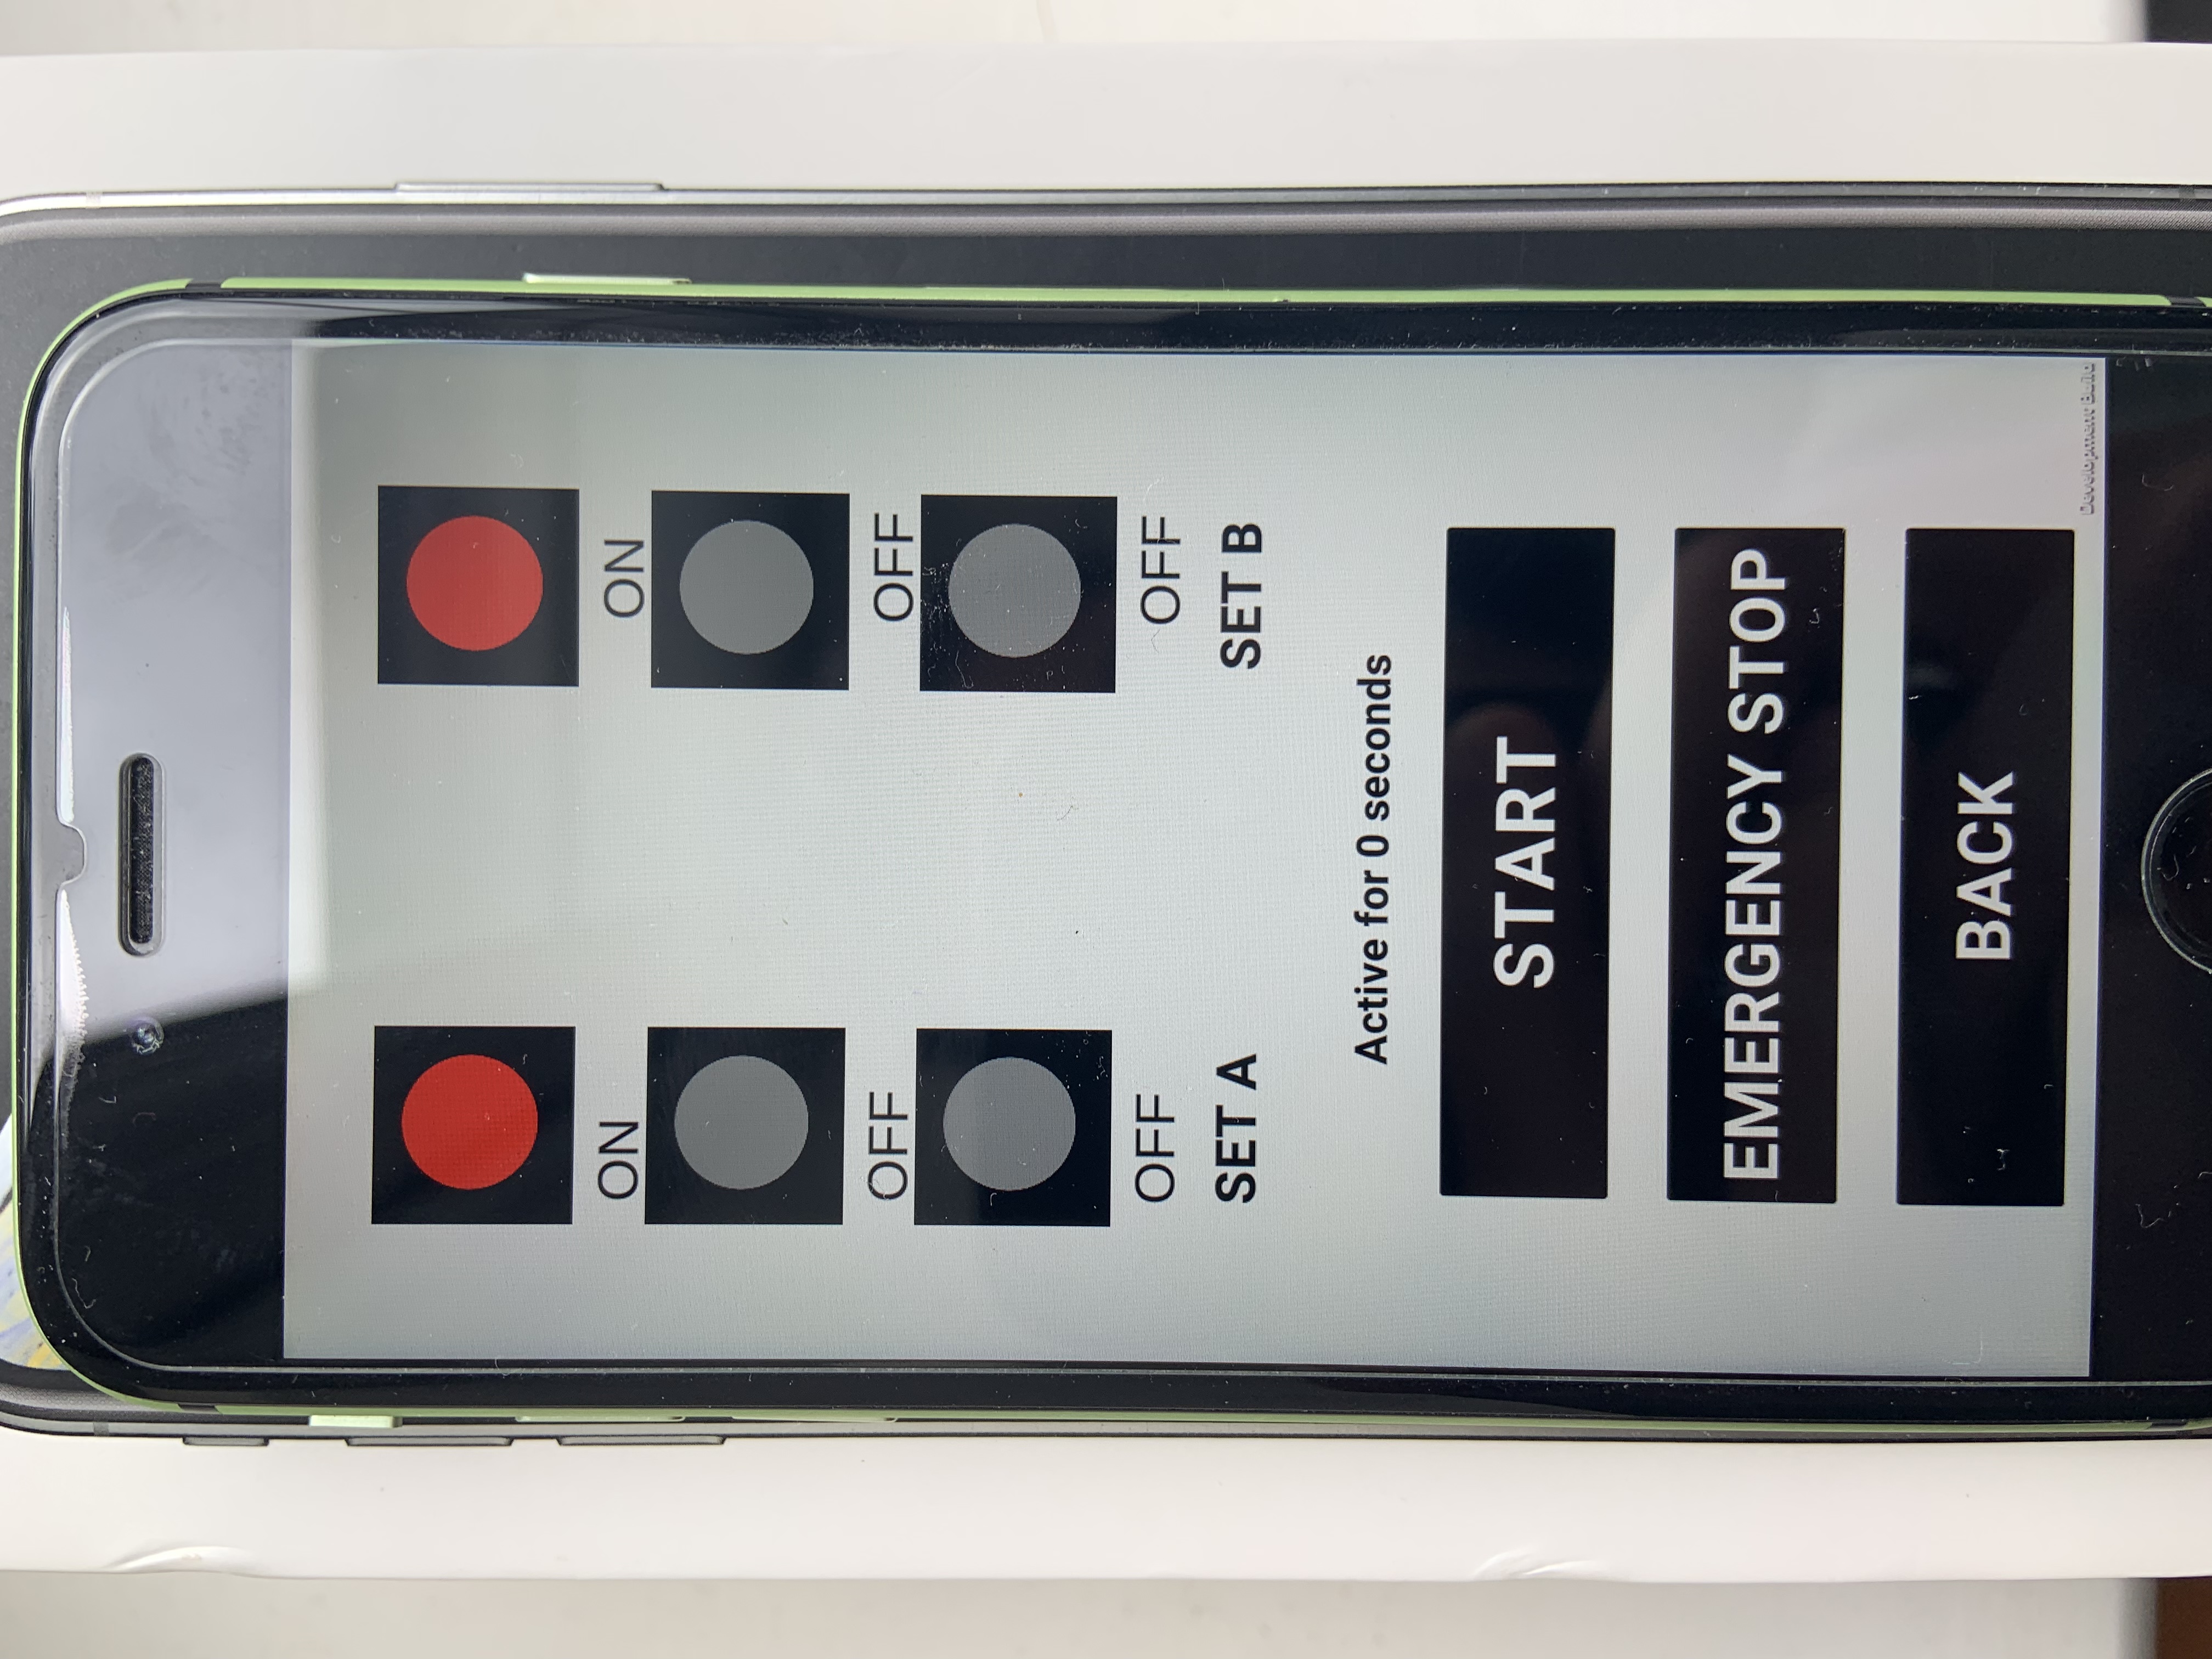 ON ON
OFF OFF
OFF OFF
SET A SET B
Active for 0 seconds
START
EMERGENCY STOP
BACK
Development Build